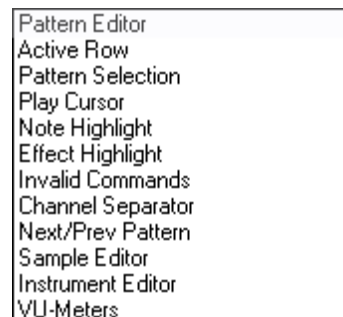 Pattern Editor
Active Row
Pattern Selection
Play Cursor
Note Highlight
Effect Highlight
Invalid Commands
Channel Separator
Next/Prev Pattern
Sample Editor
Instrument Editor
VU-Meters